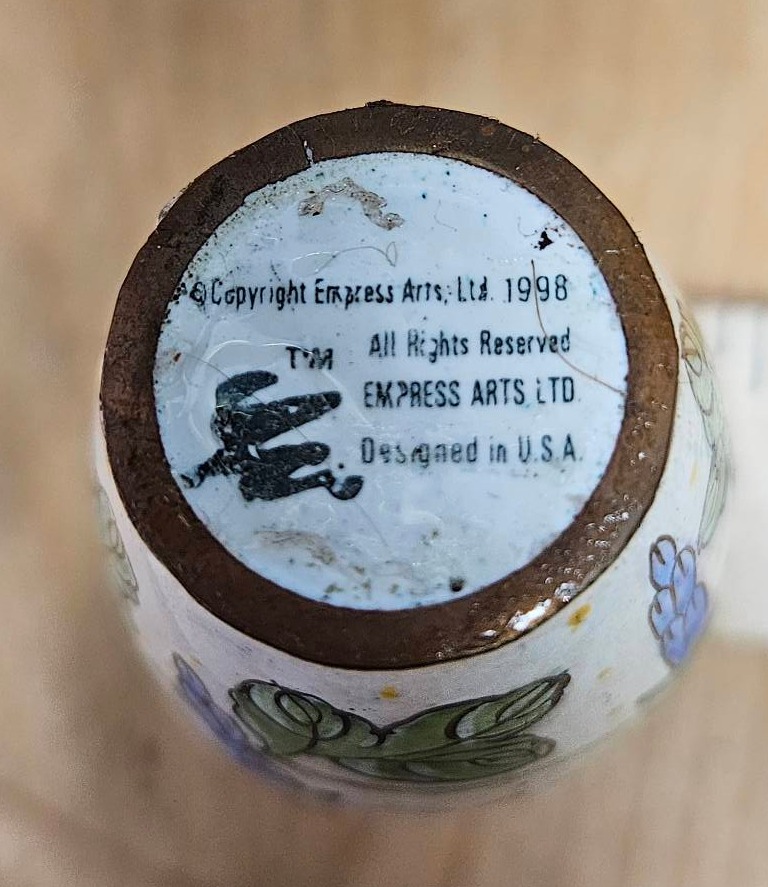 ©Copyright Empress Arts, Ltd. 1998
TM
All Rights Reserved
EMPRESS ARTS LTD.
Designed in U.S.A.